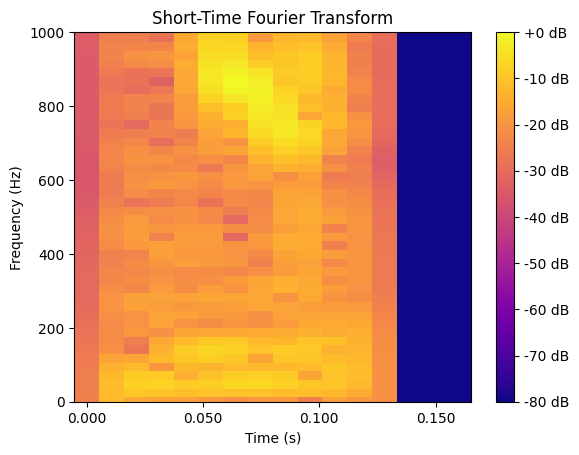 Short-Time Fourier Transform
Frequency (Hz)
1000
800
600
400
200
0
0.000
0.050
0.100
0.150
Time (s)
+0 dB
-10 dB
-20 dB
-30 dB
-40 dB
-50 dB
-60 dB
-70 dB
-80 dB